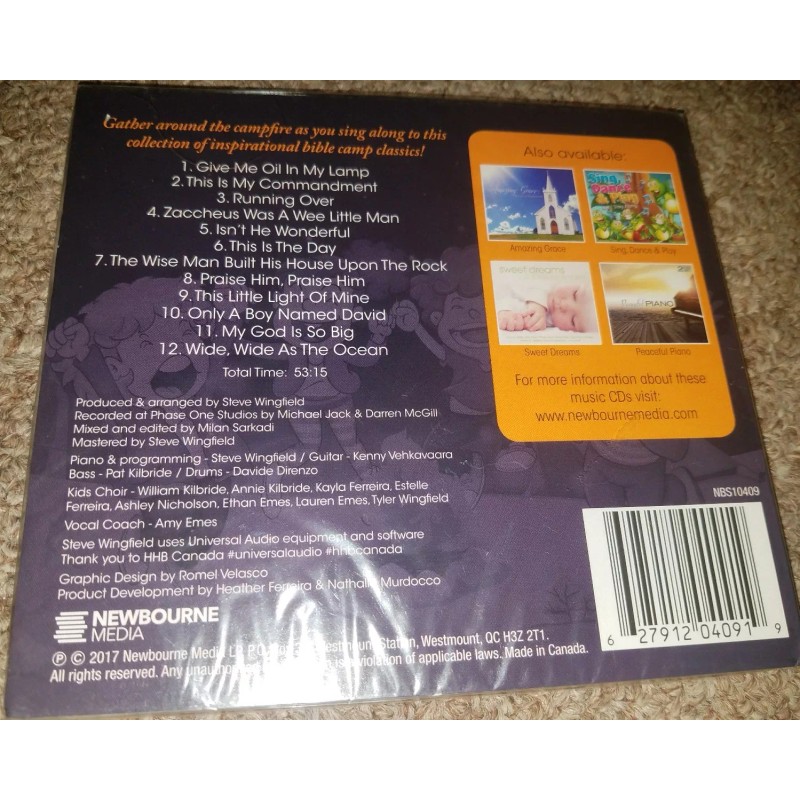 Gather around the campfire as you sing along to this
collection of inspirational bible camp classics!
1. Give Me Oil In My Lamp
2. This Is My Commandment
3. Running Over
4. Zaccheus Was A Wee Little Man
5. Isn't He Wonderful
6. This Is The Day
7. The Wise Man Built His House Upon The Rock
8. Praise Him, Praise Him
9. This Little Light Of Mine
10. Only A Boy Named David
11. My God Is So Big
12. Wide, Wide As The Ocean
Total Time: 53:15
Produced & arranged by Steve Wingfield
Recorded at Phase One Studios by Michael Jack & Darren McGill
Mixed and edited by Milan Sarkadi
Mastered by Steve Wingfield
Piano & programming - Steve Wingfield / Guitar - Kenny Vehkavaara
Bass - Pat Kilbride / Drums - Davide Direnzo
Kids Choir - William Kilbride, Annie Kilbride, Kayla Ferreira, Estelle
Ferreira, Ashley Nicholson, Ethan Emes, Lauren Emes, Tyler Wingfield
Vocal Coach - Amy Emes
Steve Wingfield uses Universal Audio equipment and software
Thank you to HHB Canada #universalaudio #hhbcanada
Graphic Design by Romel Velasco
Product Development by Heather Ferreira & Nathalie Murdocco
NEWBOURNE
MEDIA
℗ © 2017 Newbourne Media LP, P.O. Station, Westmount, QC H3Z 2T1.
All rights reserved. Any is violation of applicable laws. Made in Canada.
Also available:
Amazing Grace
Sing, Dance & Play
Amazing Grace
Sing, Dance & Play
sweet dreams
Peaceful PIANO
Sweet Dreams
Peaceful Piano
For more information about these
music CDs visit:
www.newbournemedia.com
NBS10409
6 27912 04091 9